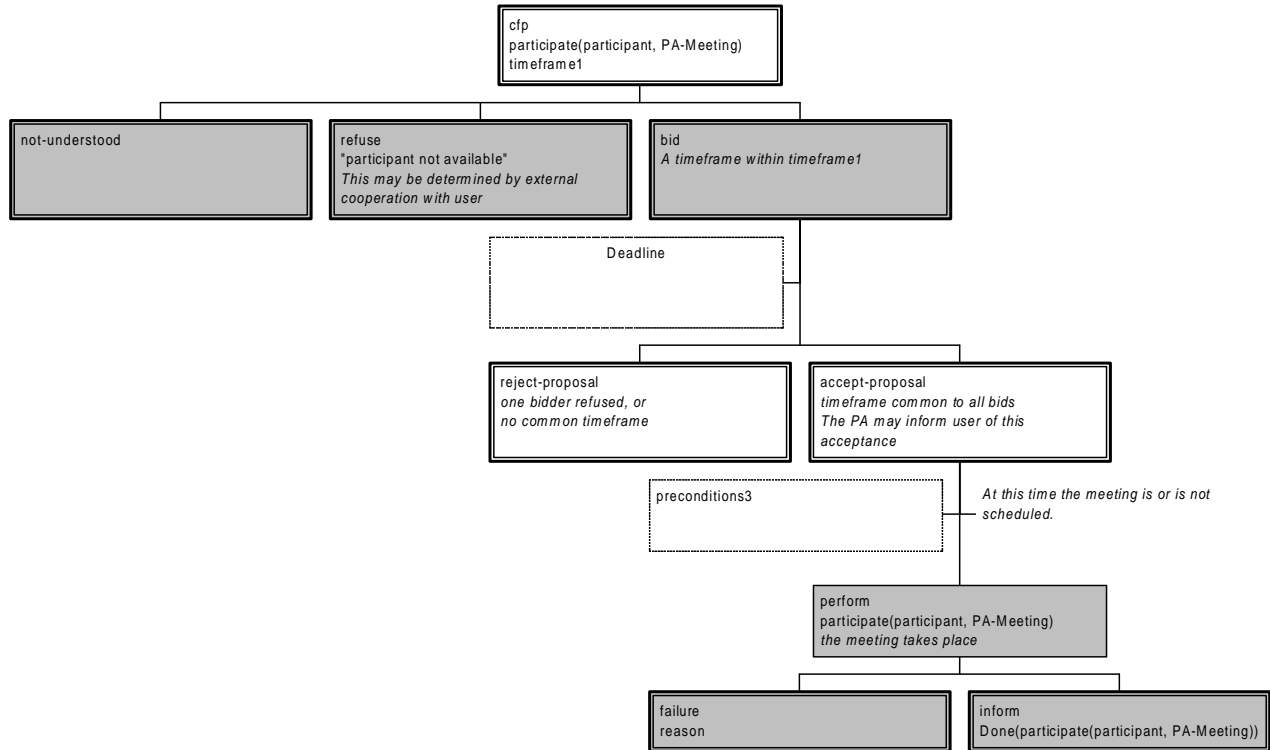 cfp
participate(participant, PA-Meeting)
timeframe1
not-understood
refuse
"participant not available"
This may be determined by external
cooperation with user
bid
A timeframe within timeframe1
Deadline
reject-proposal
one bidder refused, or
no common timeframe
accept-proposal
timeframe common to all bids
The PA may inform user of this
acceptance
preconditions3
At this time the meeting is or is not
scheduled.
perform
participate(participant, PA-Meeting)
the meeting takes place
failure
reason
inform
Done(participate(participant, PA-Meeting))